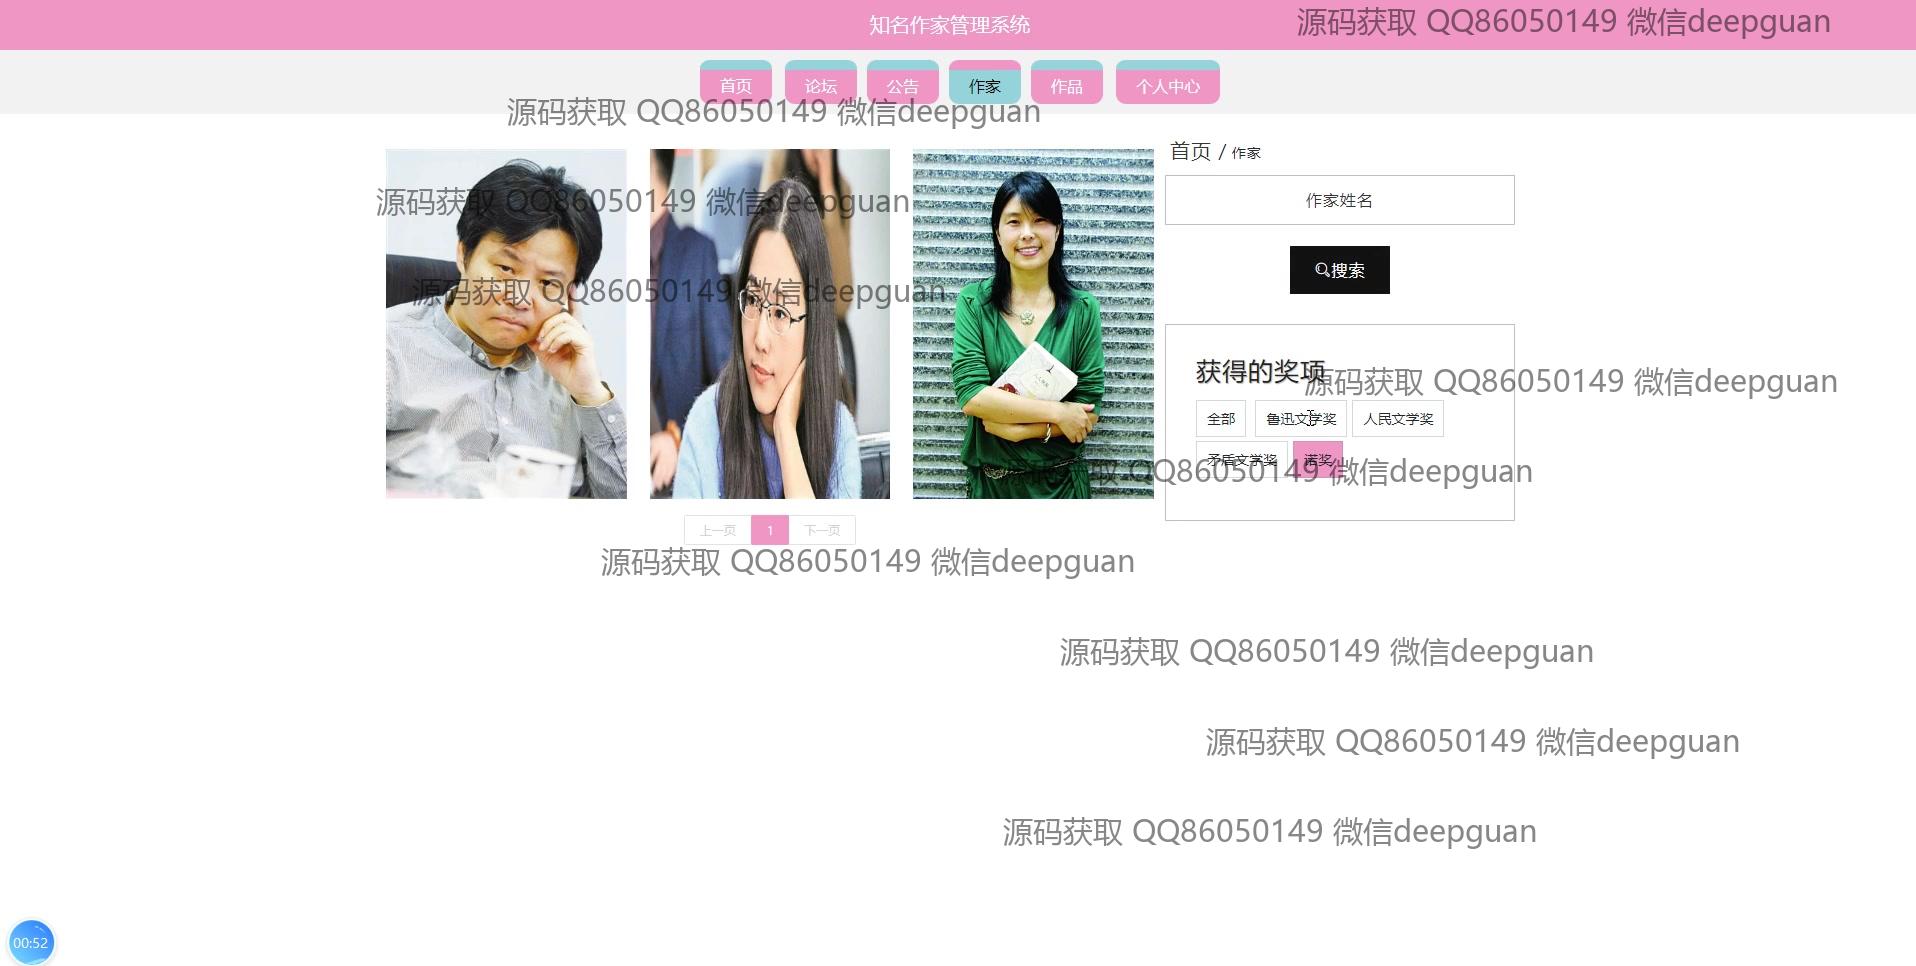 知名作家管理系统
源码获取 QQ86050149 微信deepguan
首页 论坛 公告 作家 作品 个人中心
源码获取 QQ86050149 微信deepguan
首页 / 作家
作家姓名
源码获取 QQ86050149 微信deepguan
搜索
源码获取 QQ86050149 微信deepguan
获得的奖项
源码获取 QQ86050149 微信deepguan
全部 鲁迅文学奖 人民文学奖
矛盾文学奖 诺奖
源码获取 QQ86050149 微信deepguan
上一页 1 下一页
源码获取 QQ86050149 微信deepguan
源码获取 QQ86050149 微信deepguan
源码获取 QQ86050149 微信deepguan
源码获取 QQ86050149 微信deepguan
00:52